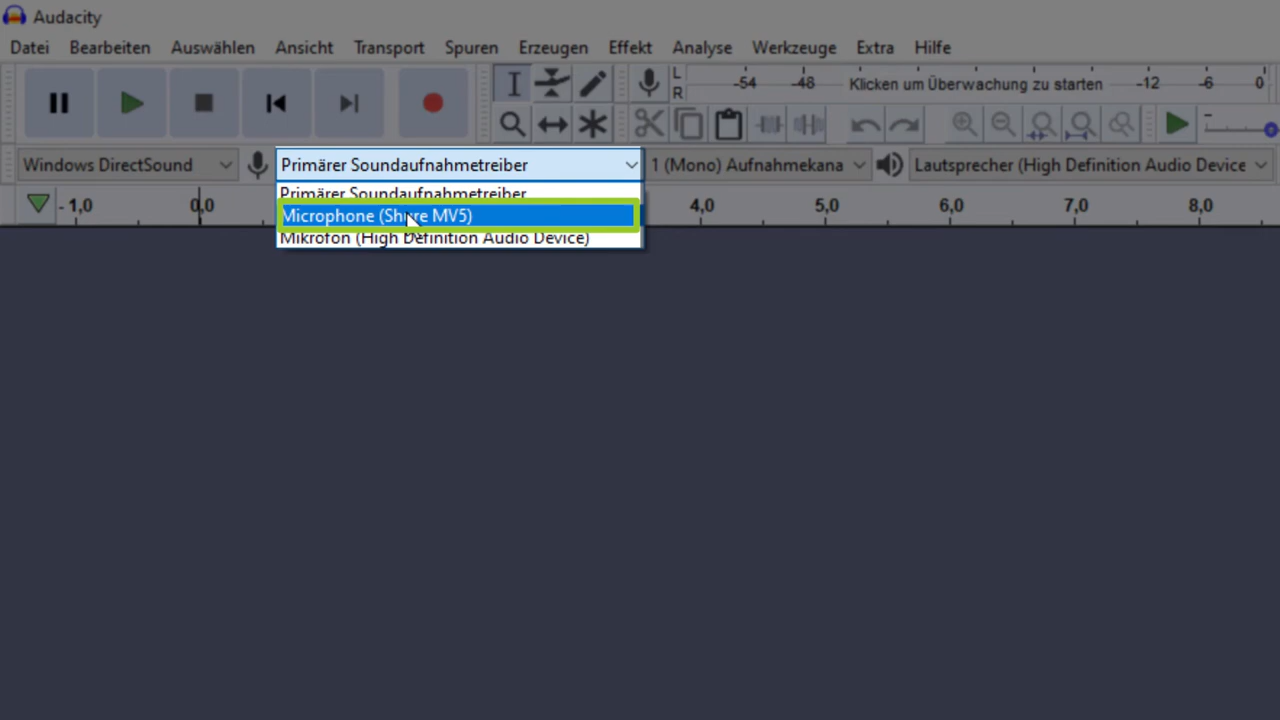 Audacity
Datei Bearbeiten Auswählen Ansicht Transport Spuren Erzeugen Effekt Analyse Werkzeuge Extra Hilfe
L
R
-54 -48 Klicken um Überwachung zu starten -12 -6 0
Windows DirectSound Primärer Soundaufnahmetreiber 1 (Mono) Aufnahmekana Lautsprecher (High Definition Audio Device
Primärer Soundaufnahmetreiber
- 1,0 0,0 4,0 5,0 6,0 7,0 8,0
Microphone (Shure MV5)
Mikrofon (High Definition Audio Device)